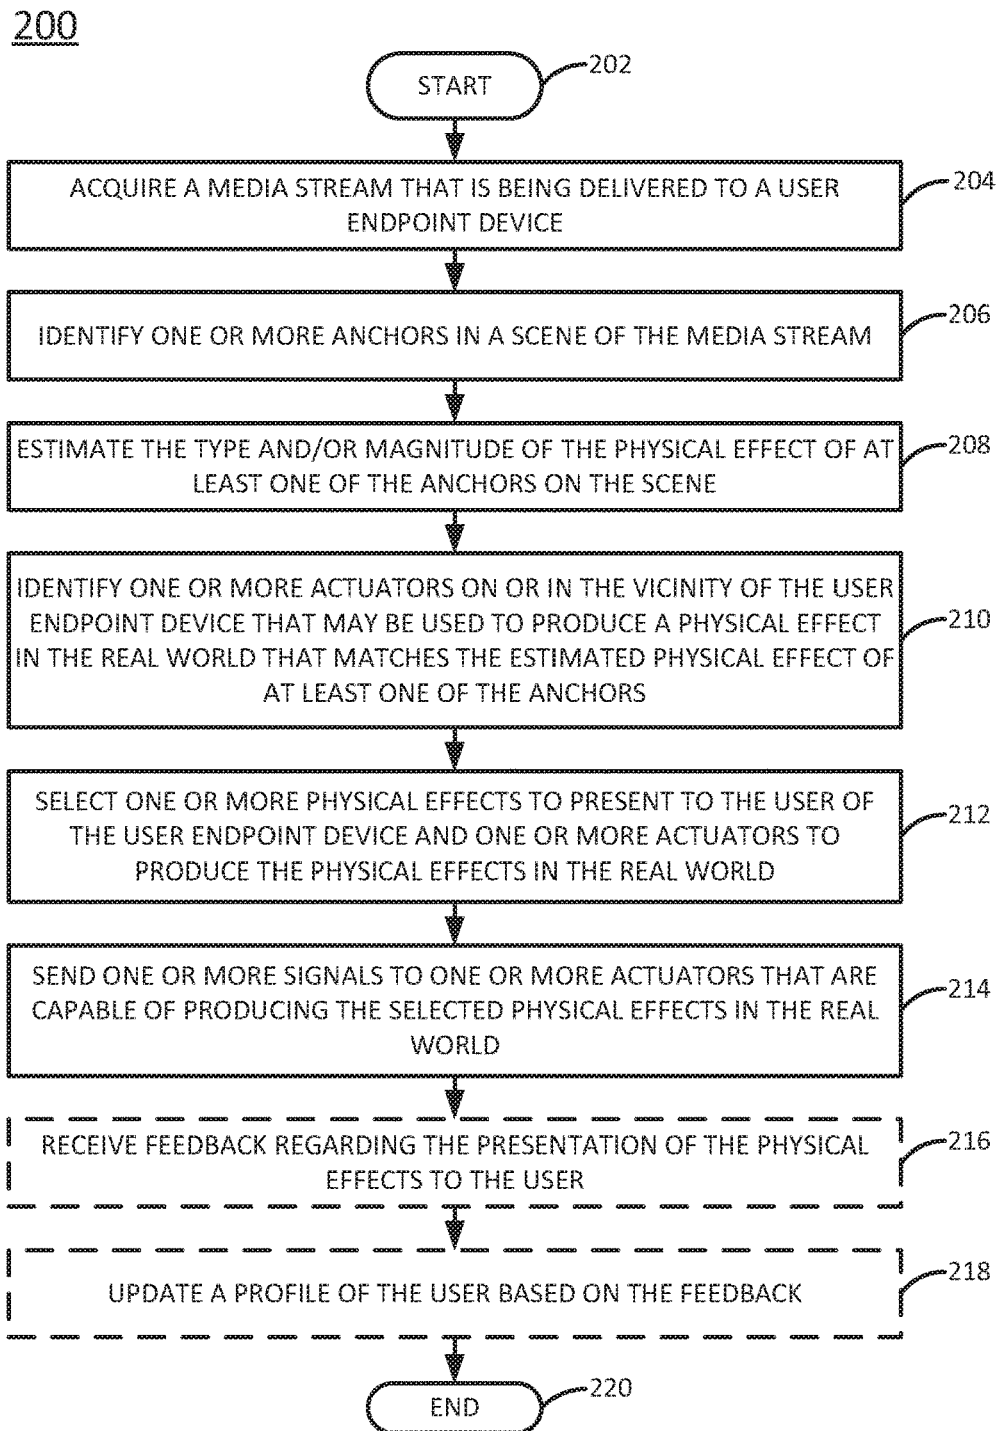 200
START
202
ACQUIRE A MEDIA STREAM THAT IS BEING DELIVERED TO A USER
ENDPOINT DEVICE
204
IDENTIFY ONE OR MORE ANCHORS IN A SCENE OF THE MEDIA STREAM
206
ESTIMATE THE TYPE AND/OR MAGNITUDE OF THE PHYSICAL EFFECT OF AT
LEAST ONE OF THE ANCHORS ON THE SCENE
208
IDENTIFY ONE OR MORE ACTUATORS ON OR IN THE VICINITY OF THE USER
ENDPOINT DEVICE THAT MAY BE USED TO PRODUCE A PHYSICAL EFFECT
IN THE REAL WORLD THAT MATCHES THE ESTIMATED PHYSICAL EFFECT OF
AT LEAST ONE OF THE ANCHORS
210
SELECT ONE OR MORE PHYSICAL EFFECTS TO PRESENT TO THE USER OF
THE USER ENDPOINT DEVICE AND ONE OR MORE ACTUATORS TO
PRODUCE THE PHYSICAL EFFECTS IN THE REAL WORLD
212
SEND ONE OR MORE SIGNALS TO ONE OR MORE ACTUATORS THAT ARE
CAPABLE OF PRODUCING THE SELECTED PHYSICAL EFFECTS IN THE REAL
WORLD
214
RECEIVE FEEDBACK REGARDING THE PRESENTATION OF THE PHYSICAL
EFFECTS TO THE USER
216
UPDATE A PROFILE OF THE USER BASED ON THE FEEDBACK
218
END
220